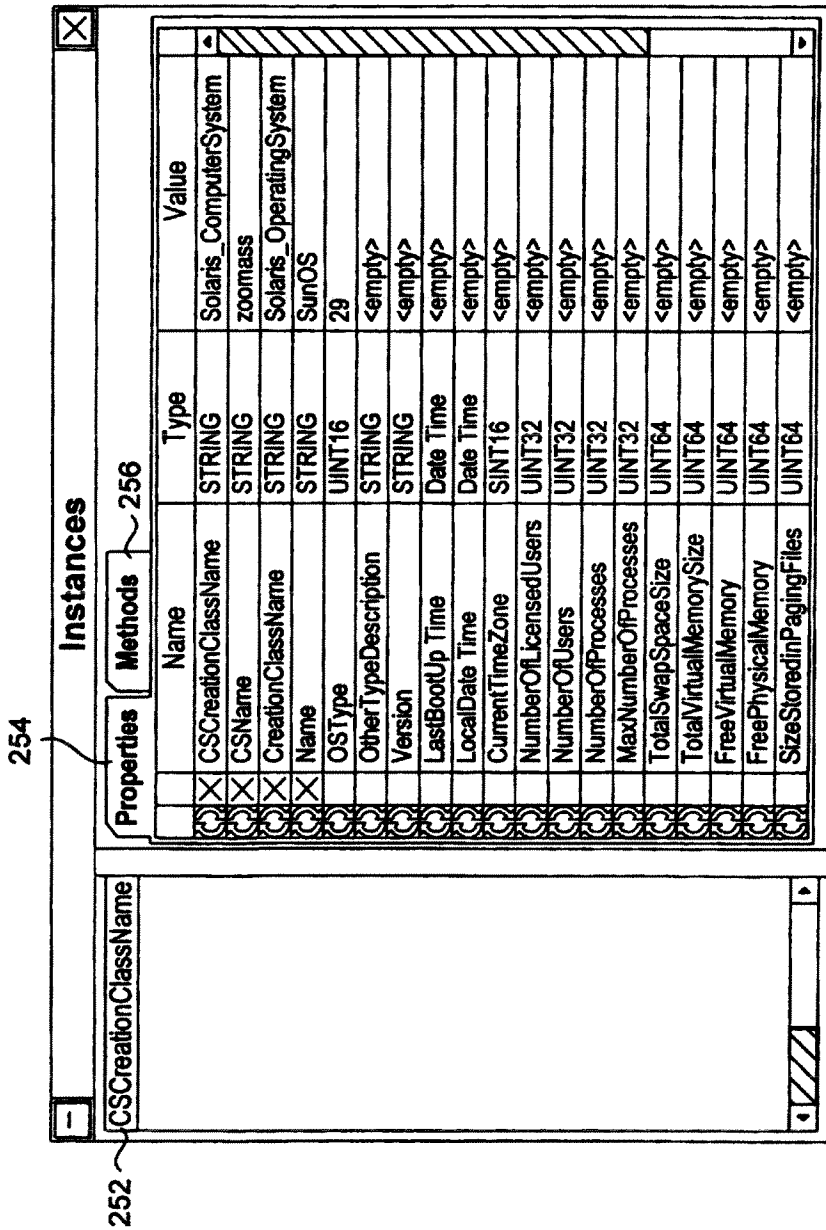 254
Instances
252
CSCreationClassName
Properties
Methods
256
Name Type Value
CSCreationClassName STRING Solaris_ComputerSystem
CSName STRING zoomass
CreationClassName STRING Solaris_OperatingSystem
Name STRING SunOS
OSType UINT16 29
OtherTypeDescription STRING <empty>
Version STRING <empty>
LastBootUp Time Date Time <empty>
LocalDate Time Date Time <empty>
CurrentTimeZone SINT16 <empty>
NumberOfLicensedUsers UINT32 <empty>
NumberOfUsers UINT32 <empty>
NumberOfProcesses UINT32 <empty>
MaxNumberOfProcesses UINT32 <empty>
TotalSwapSpaceSize UINT64 <empty>
TotalVirtualMemorySize UINT64 <empty>
FreeVirtualMemory UINT64 <empty>
FreePhysicalMemory UINT64 <empty>
SizeStoredinPagingFiles UINT64 <empty>